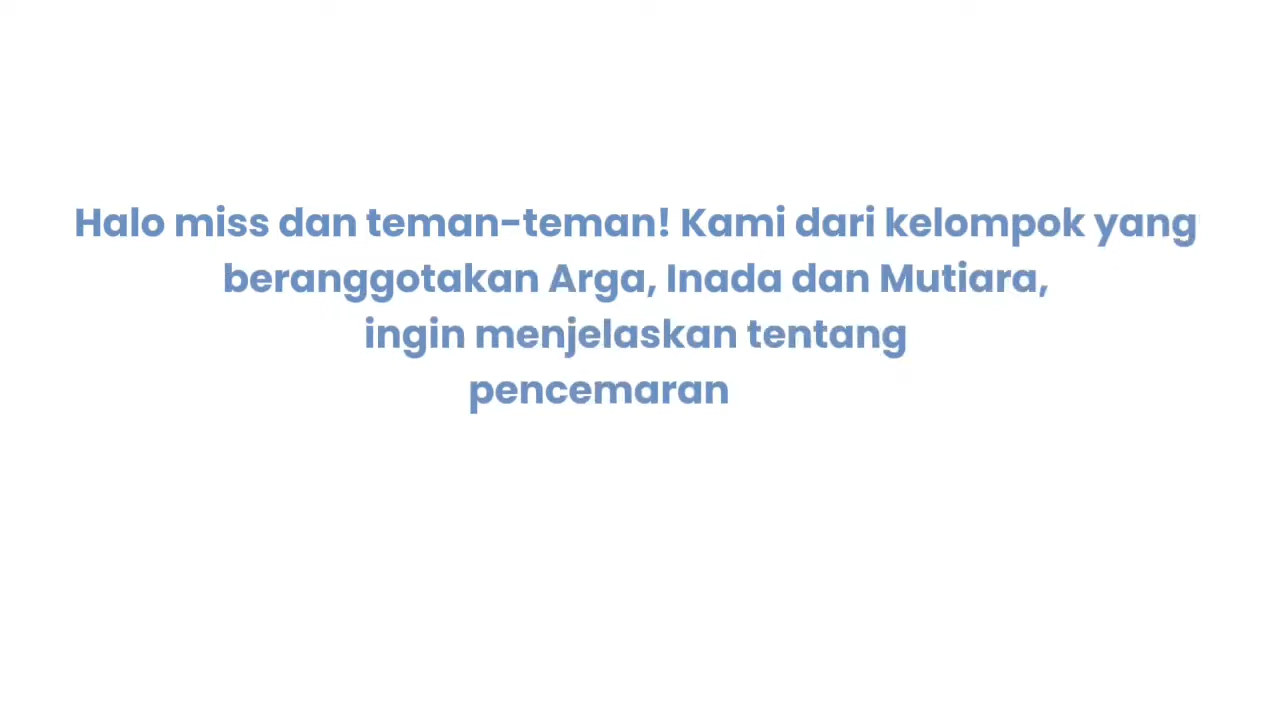 Halo miss dan teman-teman! Kami dari kelompok yang
beranggotakan Arga, Inada dan Mutiara,
ingin menjelaskan tentang
pencemaran